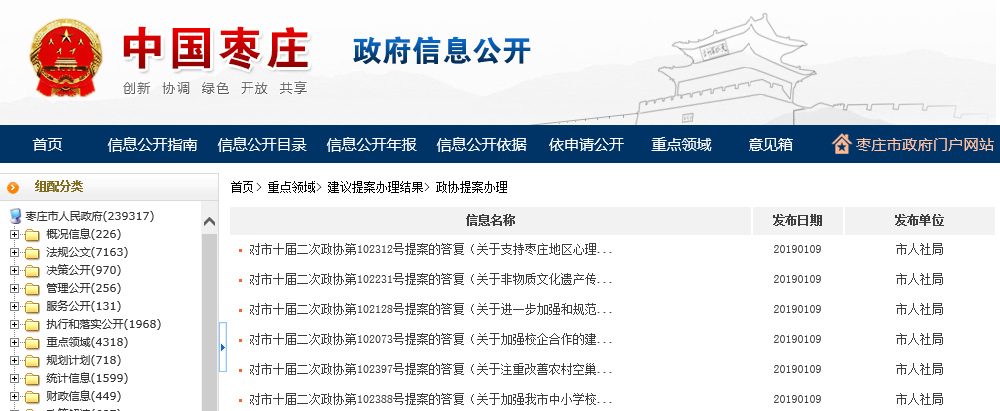 中国枣庄 政府信息公开
创新 协调 绿色 开放 共享
首页 信息公开指南 信息公开目录 信息公开年报 信息公开依据 依申请公开 重点领域 意见箱 枣庄市政府门户网站
组配分类
枣庄市人民政府(239317)
概况信息(226)
法规公文(7163)
决策公开(970)
管理公开(256)
服务公开(131)
执行和落实公开(1968)
重点领域(4318)
规划计划(718)
统计信息(1599)
财政信息(449)
首页> 重点领域> 建议提案办理结果> 政协提案办理
信息名称 发布日期 发布单位
对市十届二次政协第102312号提案的答复（关于支持枣庄地区心理... 20190109 市人社局
对市十届二次政协第102231号提案的答复（关于非物质文化遗产传... 20190109 市人社局
对市十届二次政协第102128号提案的答复（关于进一步加强和规范... 20190109 市人社局
对市十届二次政协第102073号提案的答复（关于加强校企合作的建... 20190109 市人社局
对市十届二次政协第102397号提案的答复（关于注重改善农村空巢... 20190109 市人社局
对市十届二次政协第102388号提案的答复（关于加强我市中小学校... 20190109 市人社局